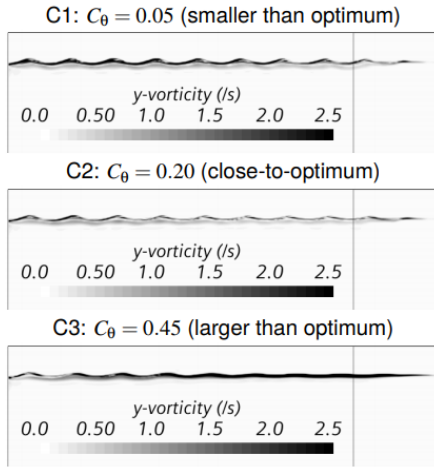 C1: Cθ = 0.05 (smaller than optimum)
y-vorticity (/s)
0.0 0.50 1.0 1.5 2.0 2.5
C2: Cθ = 0.20 (close-to-optimum)
y-vorticity (/s)
0.0 0.50 1.0 1.5 2.0 2.5
C3: Cθ = 0.45 (larger than optimum)
y-vorticity (/s)
0.0 0.50 1.0 1.5 2.0 2.5